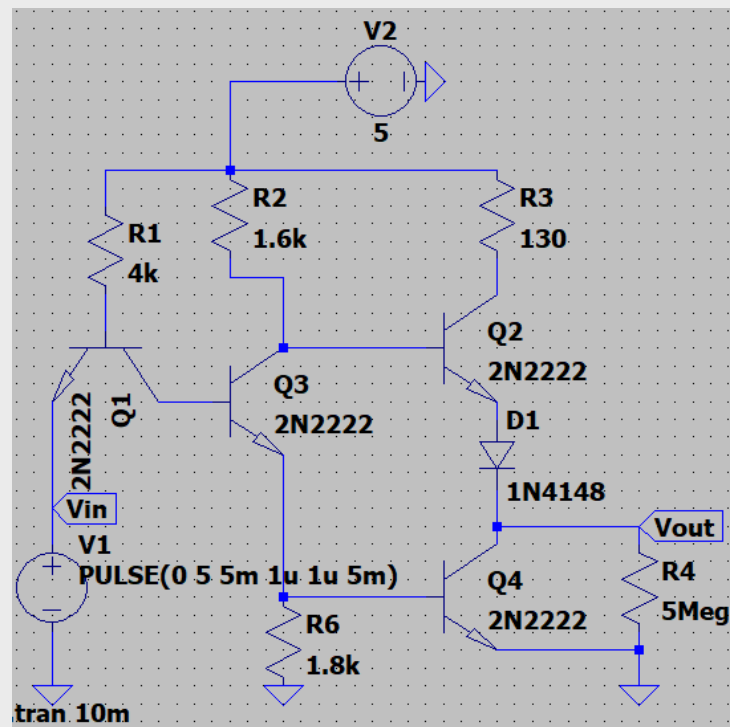 V2
5
R2
1.6k
R3
130
R1
4k
Q2
2N2222
Q3
2N2222
2N2222
Q1
D1
1N4148
Vin
Vout
V1
PULSE(0 5 5m 1u 1u 5m)
Q4
2N2222
R4
5Meg
R6
1.8k
.tran 10m